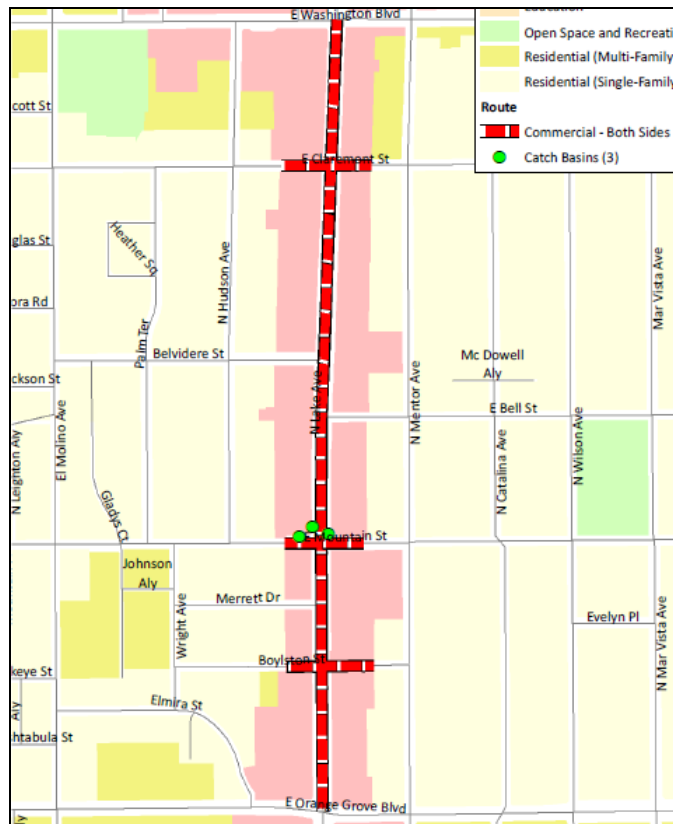 E Washington Blvd
Education
Open Space and Recreati
Residential (Multi-Family
Residential (Single-Family
Route
Commercial - Both Sides
Catch Basins (3)
cott St
E Claremont St
glas St
Heather Sq
N Hudson Ave
Mar Vista Ave
ora Rd
Palm Ter
Belvidere St
Mc Dowell
Aly
ckson St
N Lake Ave
N Mentor Ave
E Bell St
El Molino Ave
N Leighton Aly
N Catalina Ave
N Wilson Ave
Gladys Ct
E Mountain St
Johnson
Aly
Merrett Dr
Wright Ave
Evelyn Pl
N Mar Vista Ave
Boylston St
keye St
Elmira St
Aly
htabula St
E Orange Grove Blvd
ly